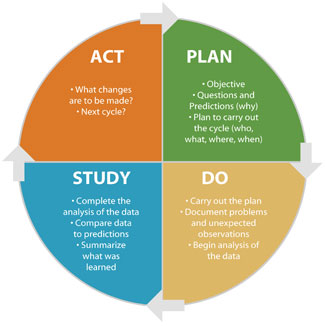 ACT
• What changes
are to be made?
• Next cycle?
PLAN
• Objective
• Questions and
Predictions (why)
• Plan to carry out
the cycle (who,
what, where, when)
STUDY
• Complete the
analysis of the data
• Compare data
to predictions
• Summarize
what was
learned
DO
• Carry out the plan
• Document problems
and unexpected
observations
• Begin analysis of
the data